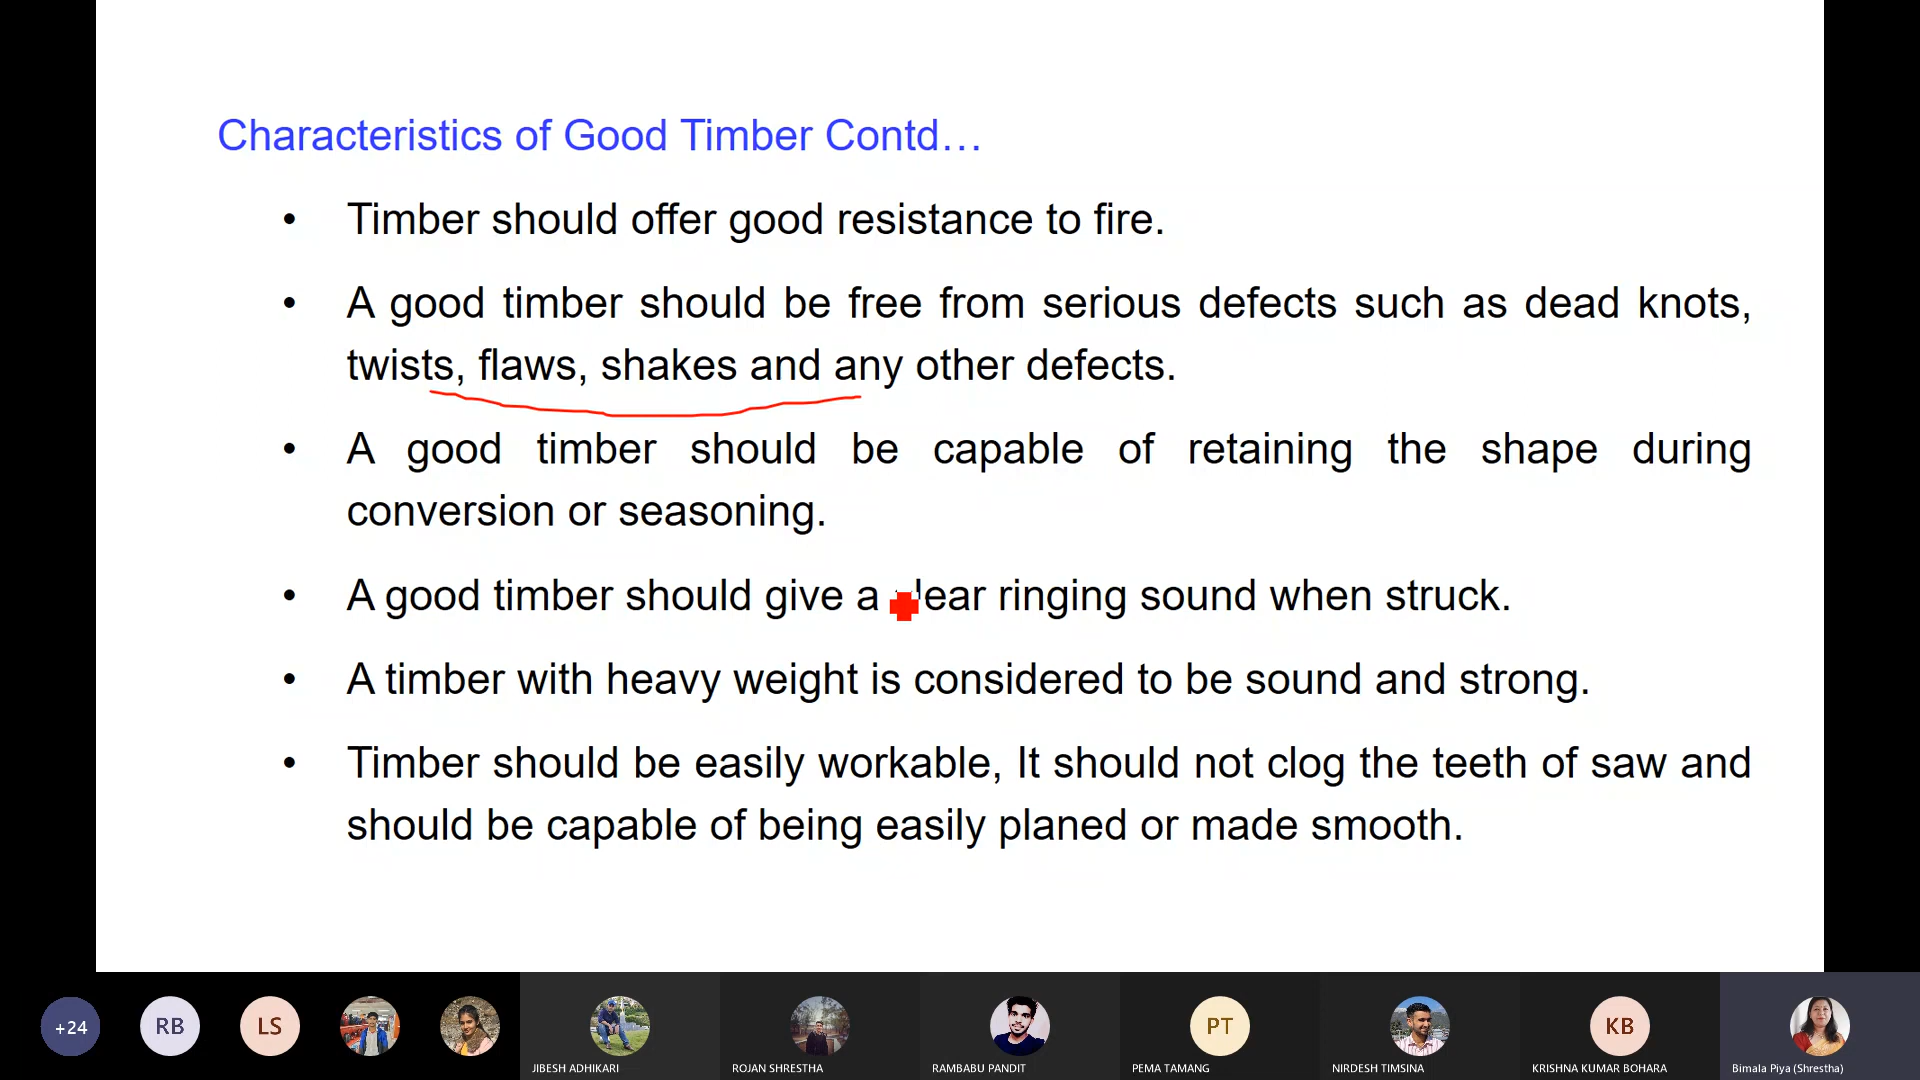 Characteristics of Good Timber Contd…
• Timber should offer good resistance to fire.
• A good timber should be free from serious defects such as dead knots,
twists, flaws, shakes and any other defects.
• A good timber should be capable of retaining the shape during
conversion or seasoning.
• A good timber should give a clear ringing sound when struck.
• A timber with heavy weight is considered to be sound and strong.
• Timber should be easily workable, It should not clog the teeth of saw and
should be capable of being easily planed or made smooth.
+24
RB
LS
PT
KB
JIBESH ADHIKARI
ROJAN SHRESTHA
RAMBABU PANDIT
PEMA TAMANG
NIRDESH TIMSINA
KRISHNA KUMAR BOHARA
Bimala Piya (Shrestha)